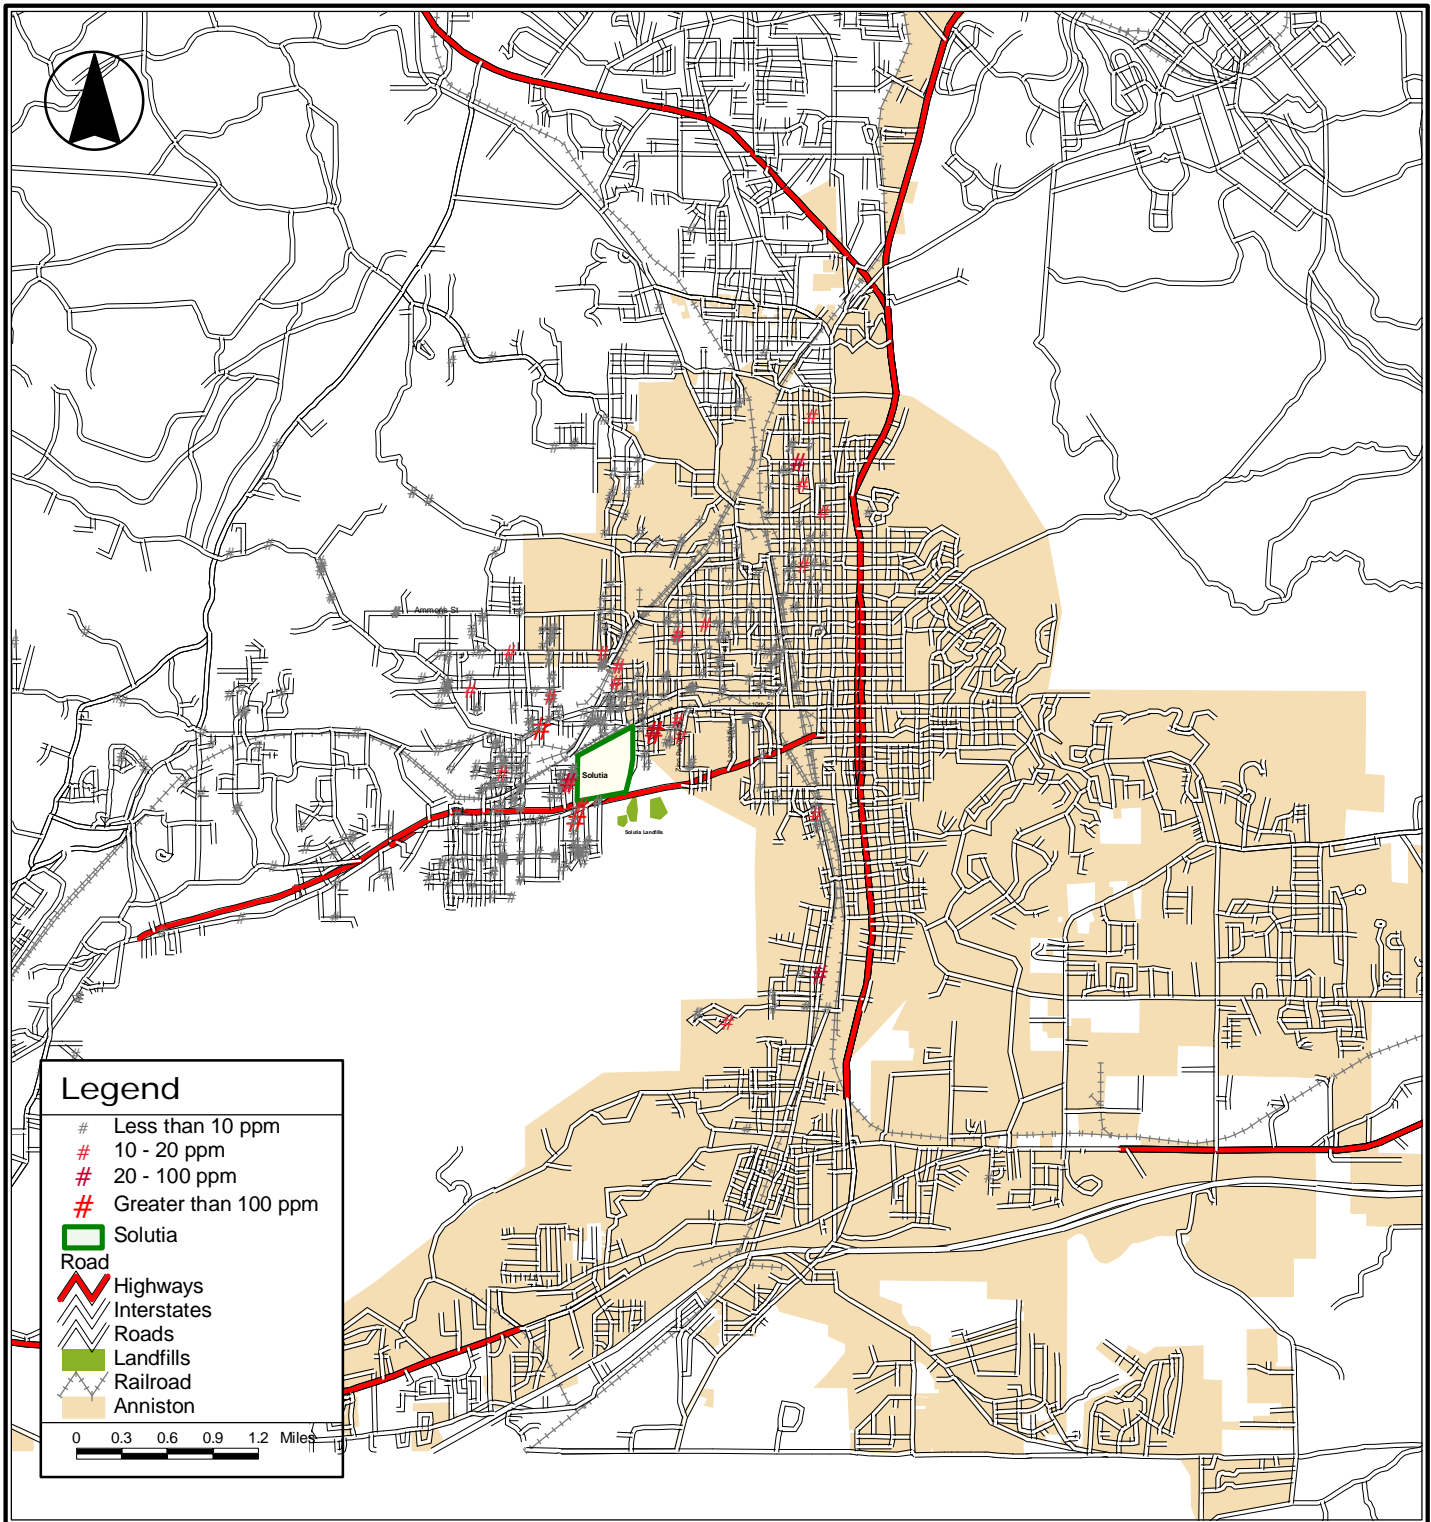 Ammons St
10th St
Solutia
Solutia Landfills
Legend
# Less than 10 ppm
# 10 - 20 ppm
# 20 - 100 ppm
# Greater than 100 ppm
Solutia
Road
Highways
Interstates
Roads
Landfills
Railroad
Anniston
0 0.3 0.6 0.9 1.2 Miles